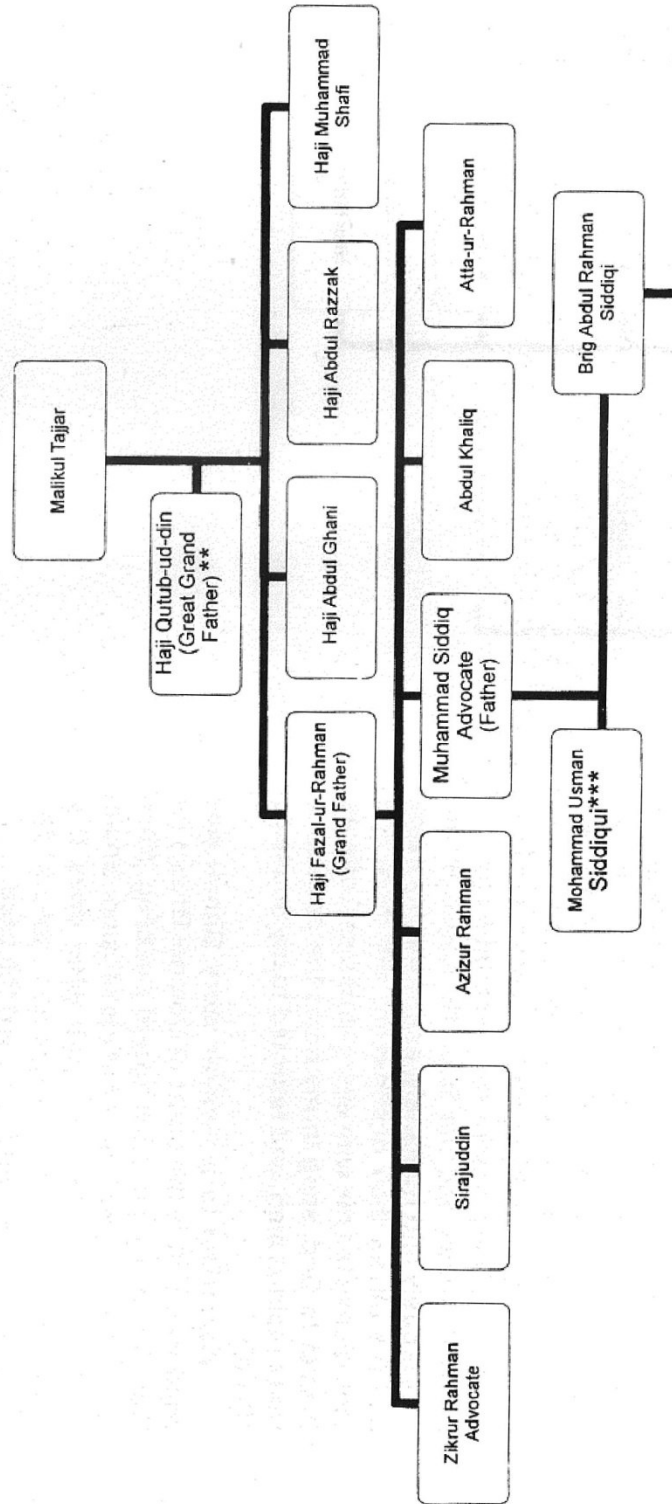 Malikul Tajjar
Haji Qutub-ud-din
(Great Grand
Father)**
Haji Fazal-ur-Rahman
(Grand Father)
Haji Abdul Ghani
Haji Abdul Razzak
Haji Muhammad
Shafi
Zikrur Rahman
Advocate
Sirajuddin
Azizur Rahman
Muhammad Siddiq
Advocate
(Father)
Abdul Khaliq
Atta-ur-Rahman
Mohammad Usman
Siddiqui***
Brig Abdul Rahman
Siddiqi